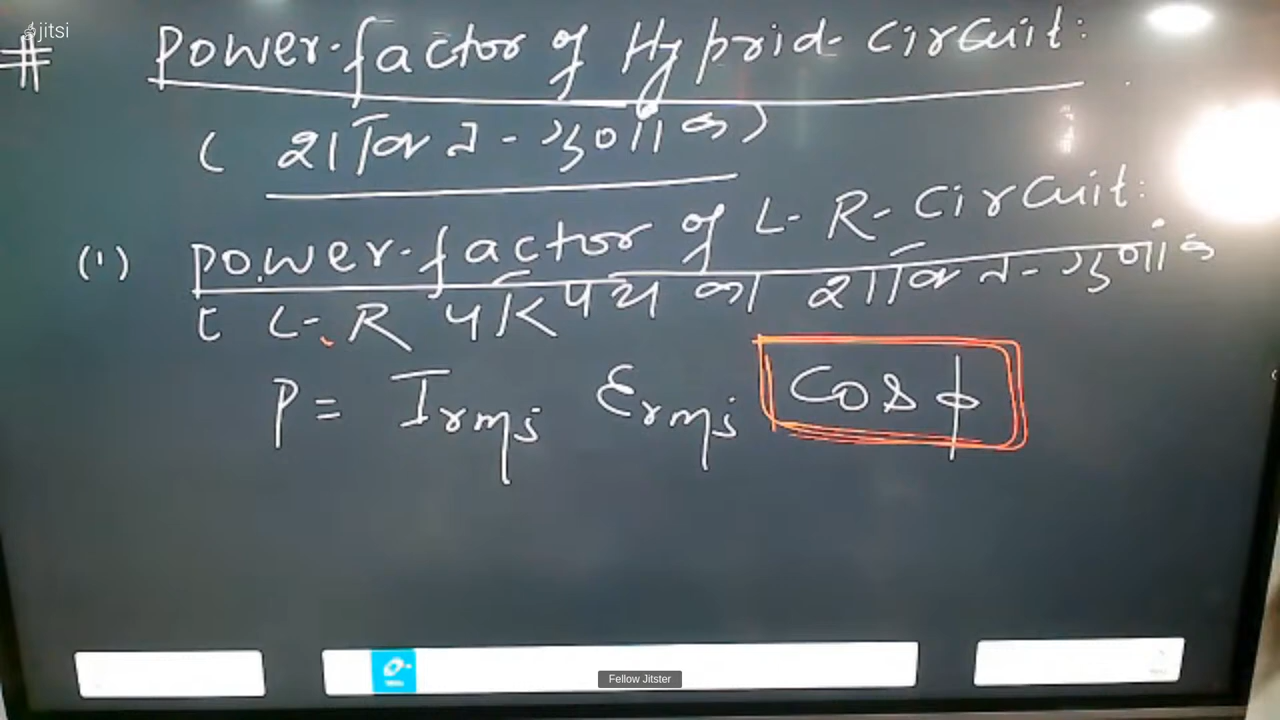 jitsi
# Power-factor of Hybrid-Circuit:
( शक्ति-गुणांक )
(1) Power-factor of L-R-Circuit:
[ L-R परिपथ का शक्ति-गुणांक
P = Irms Erms Cos ϕ
Fellow Jitster